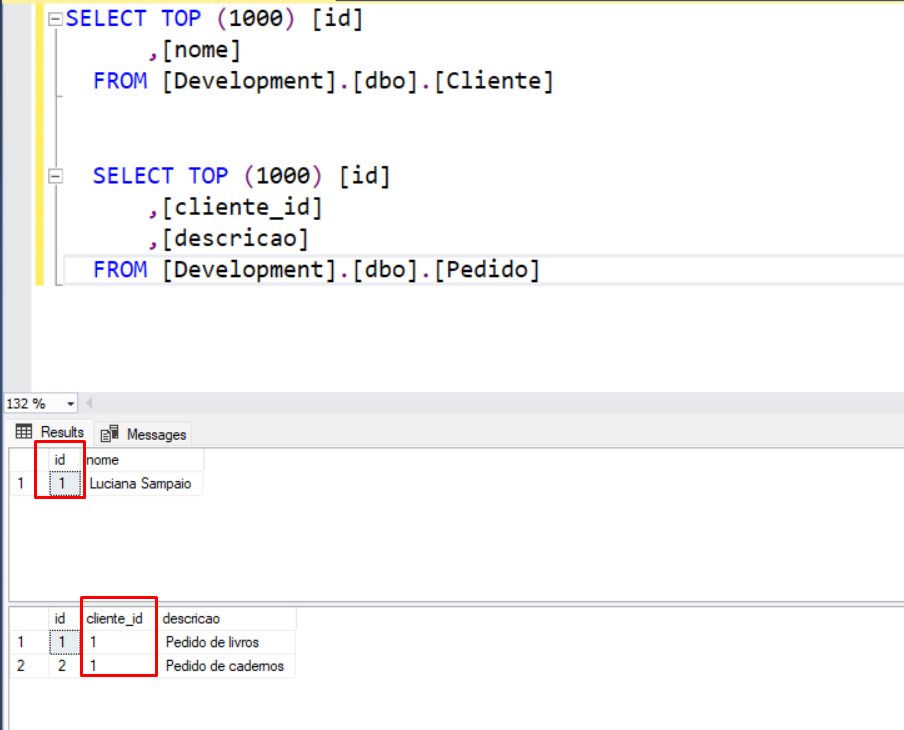 SELECT TOP (1000) [id]
,[nome]
FROM [Development].[dbo].[Cliente]
SELECT TOP (1000) [id]
,[cliente_id]
,[descricao]
FROM [Development].[dbo].[Pedido]
132 %
Results Messages
id nome
1 1 Luciana Sampaio
id cliente_id descricao
1 1 1 Pedido de livros
2 2 1 Pedido de cadernos